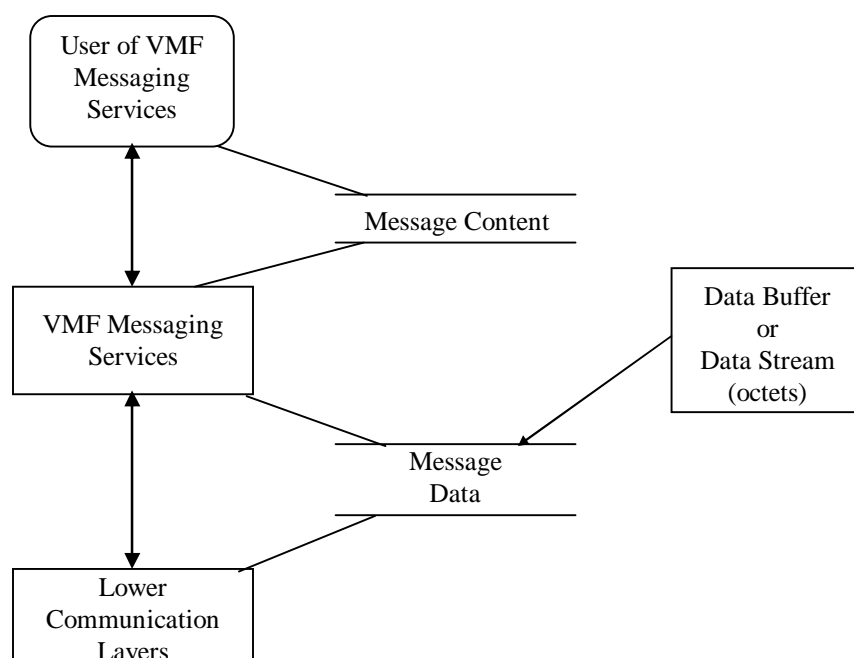 User of VMF
Messaging
Services
Message Content
VMF Messaging
Services
Data Buffer
or
Data Stream
(octets)
Message
Data
Lower
Communication
Layers